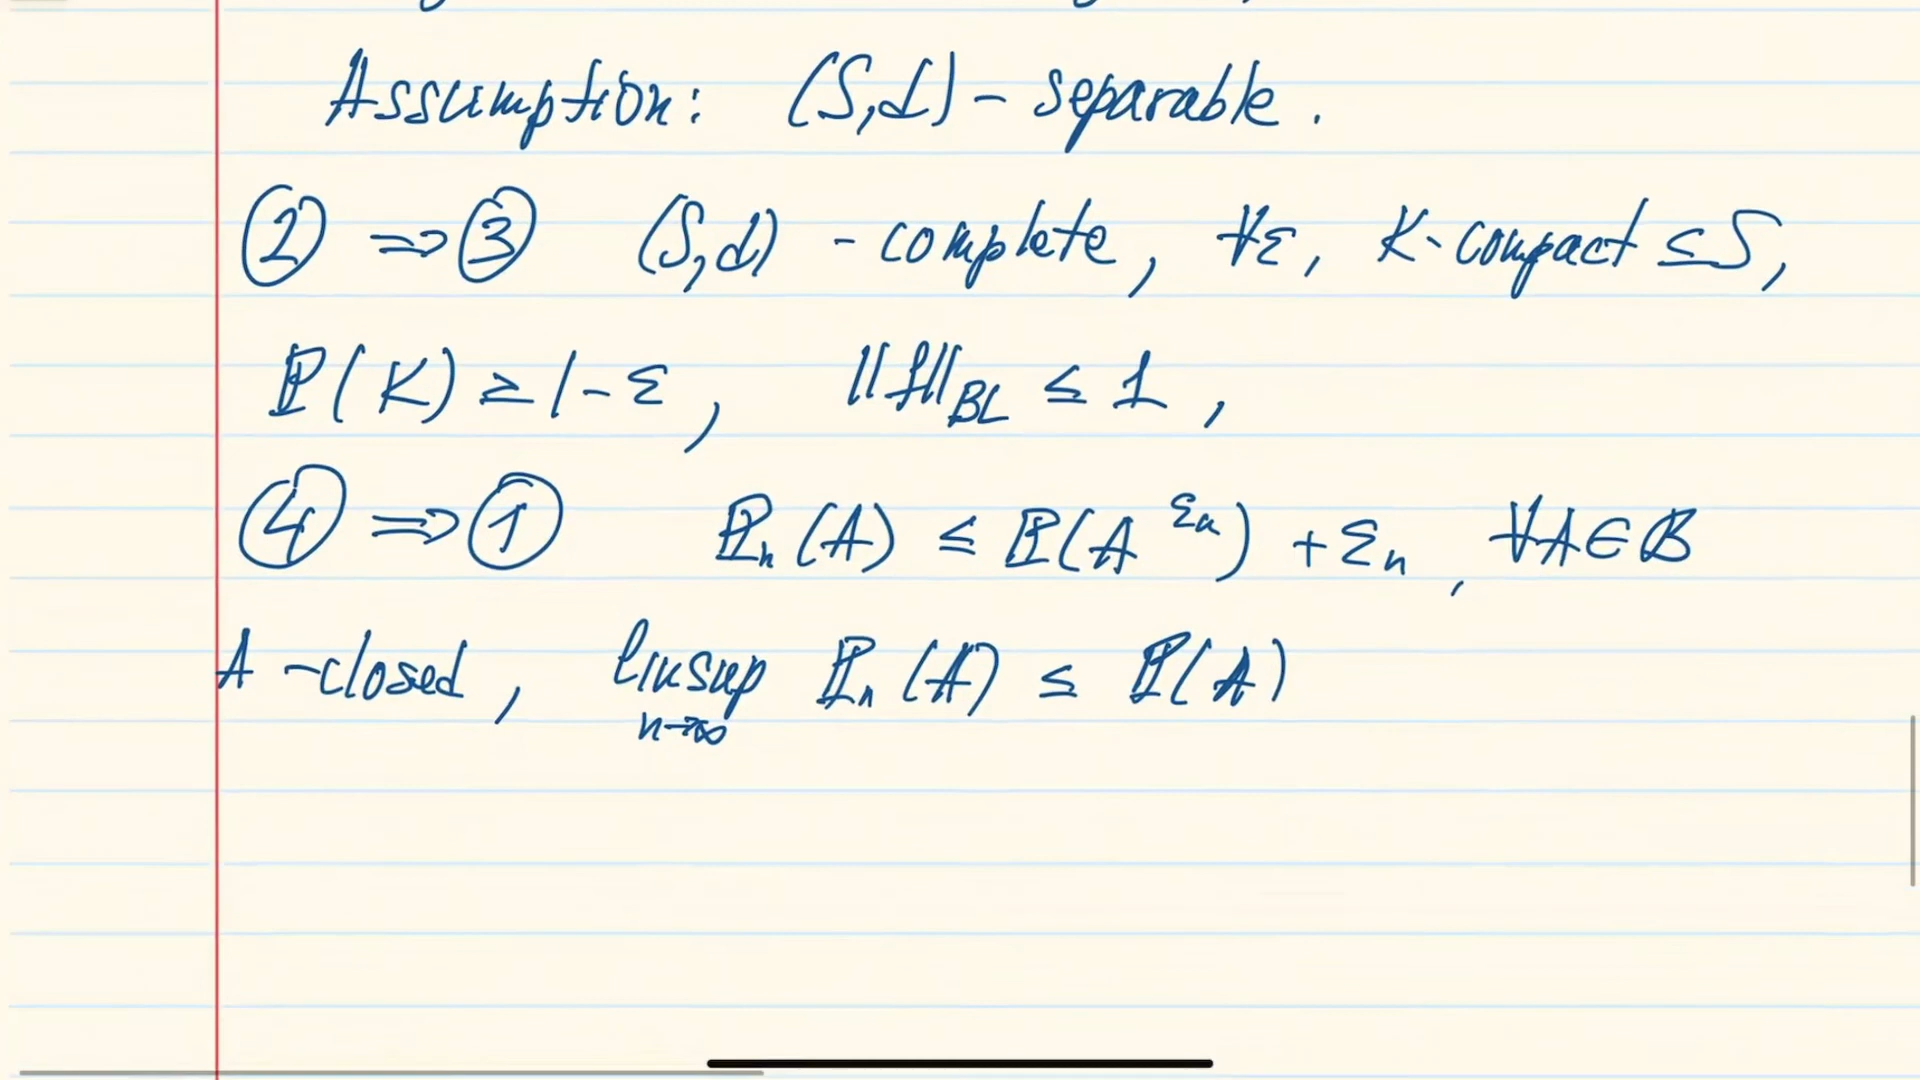 Assumption: (S,d) - separable.
② ⇒ ③ (S,d) - complete, ∀ε, K-compact ⊆ S,
ℙ(K) ≥ 1-ε, ||f||_BL ≤ 1,
④ ⇒ ① ℙ_n(A) ≤ ℙ(A^{ε_n}) + ε_n, ∀A∈ℬ
A -closed, limsup_{n→∞} ℙ_n(A) ≤ ℙ(A)